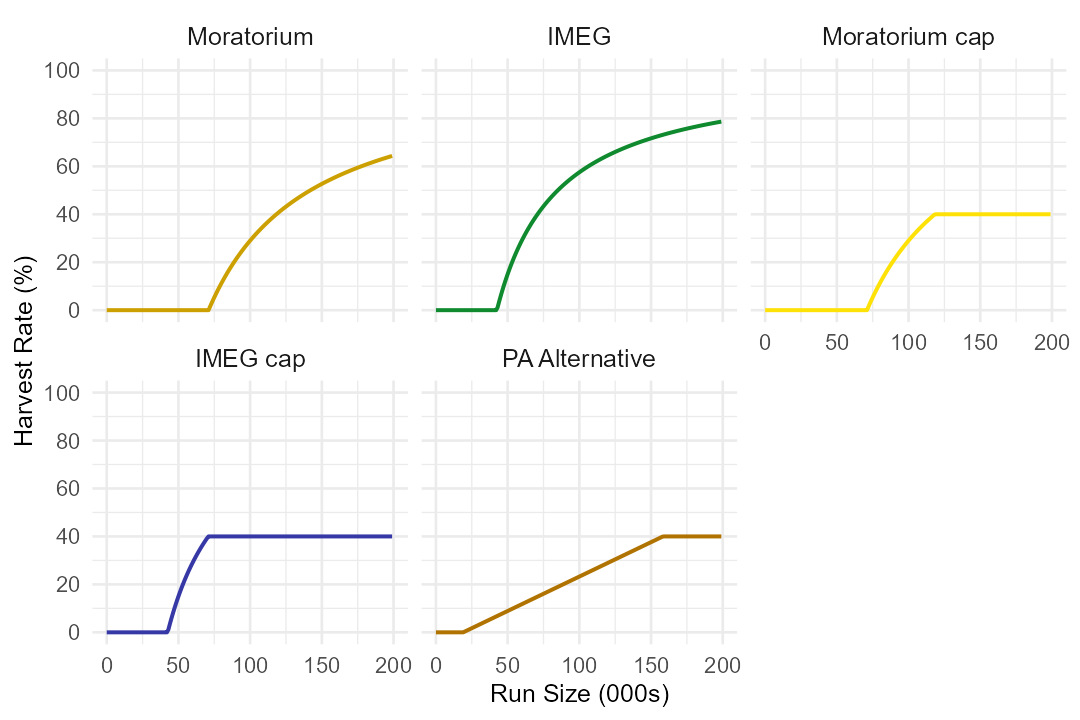 Moratorium IMEG Moratorium cap
100
80
60
40
20
0
0 50 100 150 200
IMEG cap PA Alternative
100
80
60
40
20
0
0 50 100 150 200 0 50 100 150 200
Run Size (000s)
Harvest Rate (%)